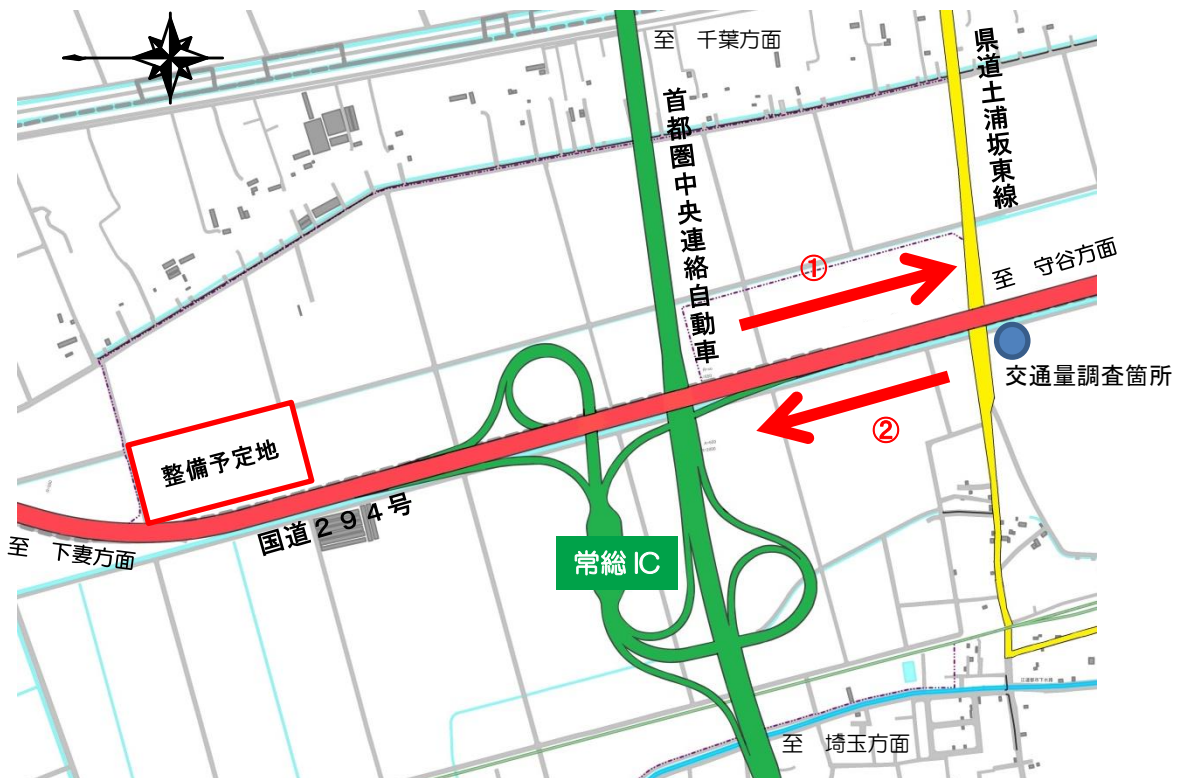 至　千葉方面
県道土浦坂東線
首都圏中央連絡自動車
①
至　守谷方面
交通量調査箇所
②
整備予定地
国道２９４号
至　下妻方面
常総 IC
至　埼玉方面